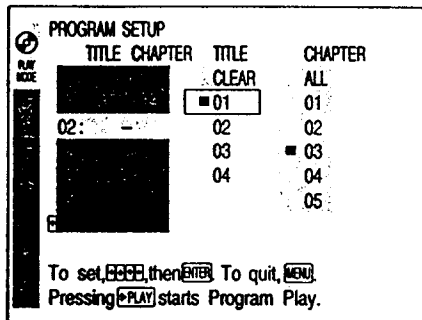 PROGRAM SETUP
PLAY MODE
TITLE CHAPTER TITLE CHAPTER
CLEAR ALL
01 01
02: – 02 02
03 03
04 04
05
To set, , then ENTER. To quit, MENU.
Pressing PLAY starts Program Play.